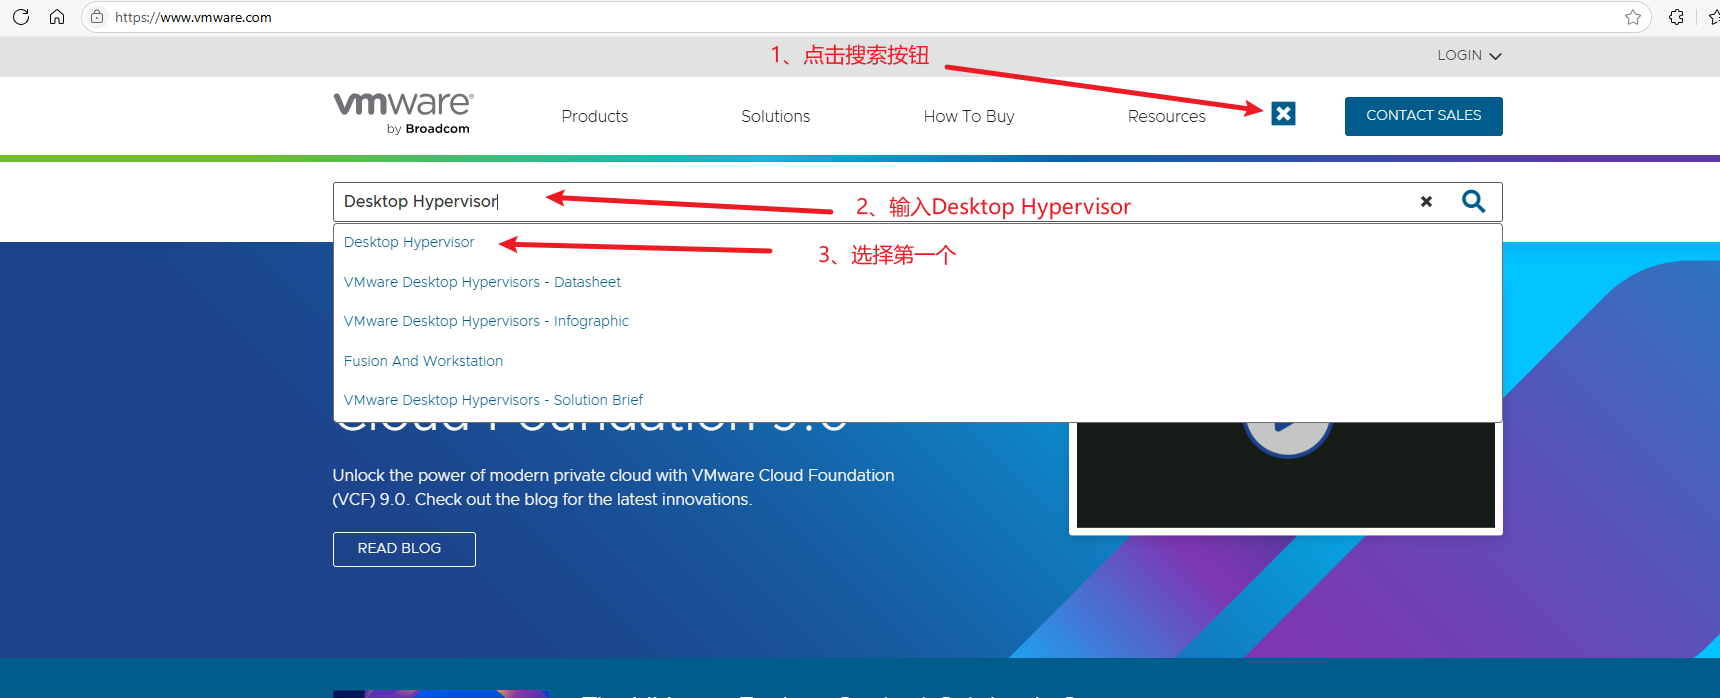 https://www.vmware.com
1、点击搜索按钮
LOGIN
vmware®
by Broadcom
Products
Solutions
How To Buy
Resources
CONTACT SALES
Desktop Hypervisor
2、输入Desktop Hypervisor
Desktop Hypervisor
3、选择第一个
VMware Desktop Hypervisors - Datasheet
VMware Desktop Hypervisors - Infographic
Fusion And Workstation
VMware Desktop Hypervisors - Solution Brief
Cloud Foundation 9.0
Unlock the power of modern private cloud with VMware Cloud Foundation
(VCF) 9.0. Check out the blog for the latest innovations.
READ BLOG